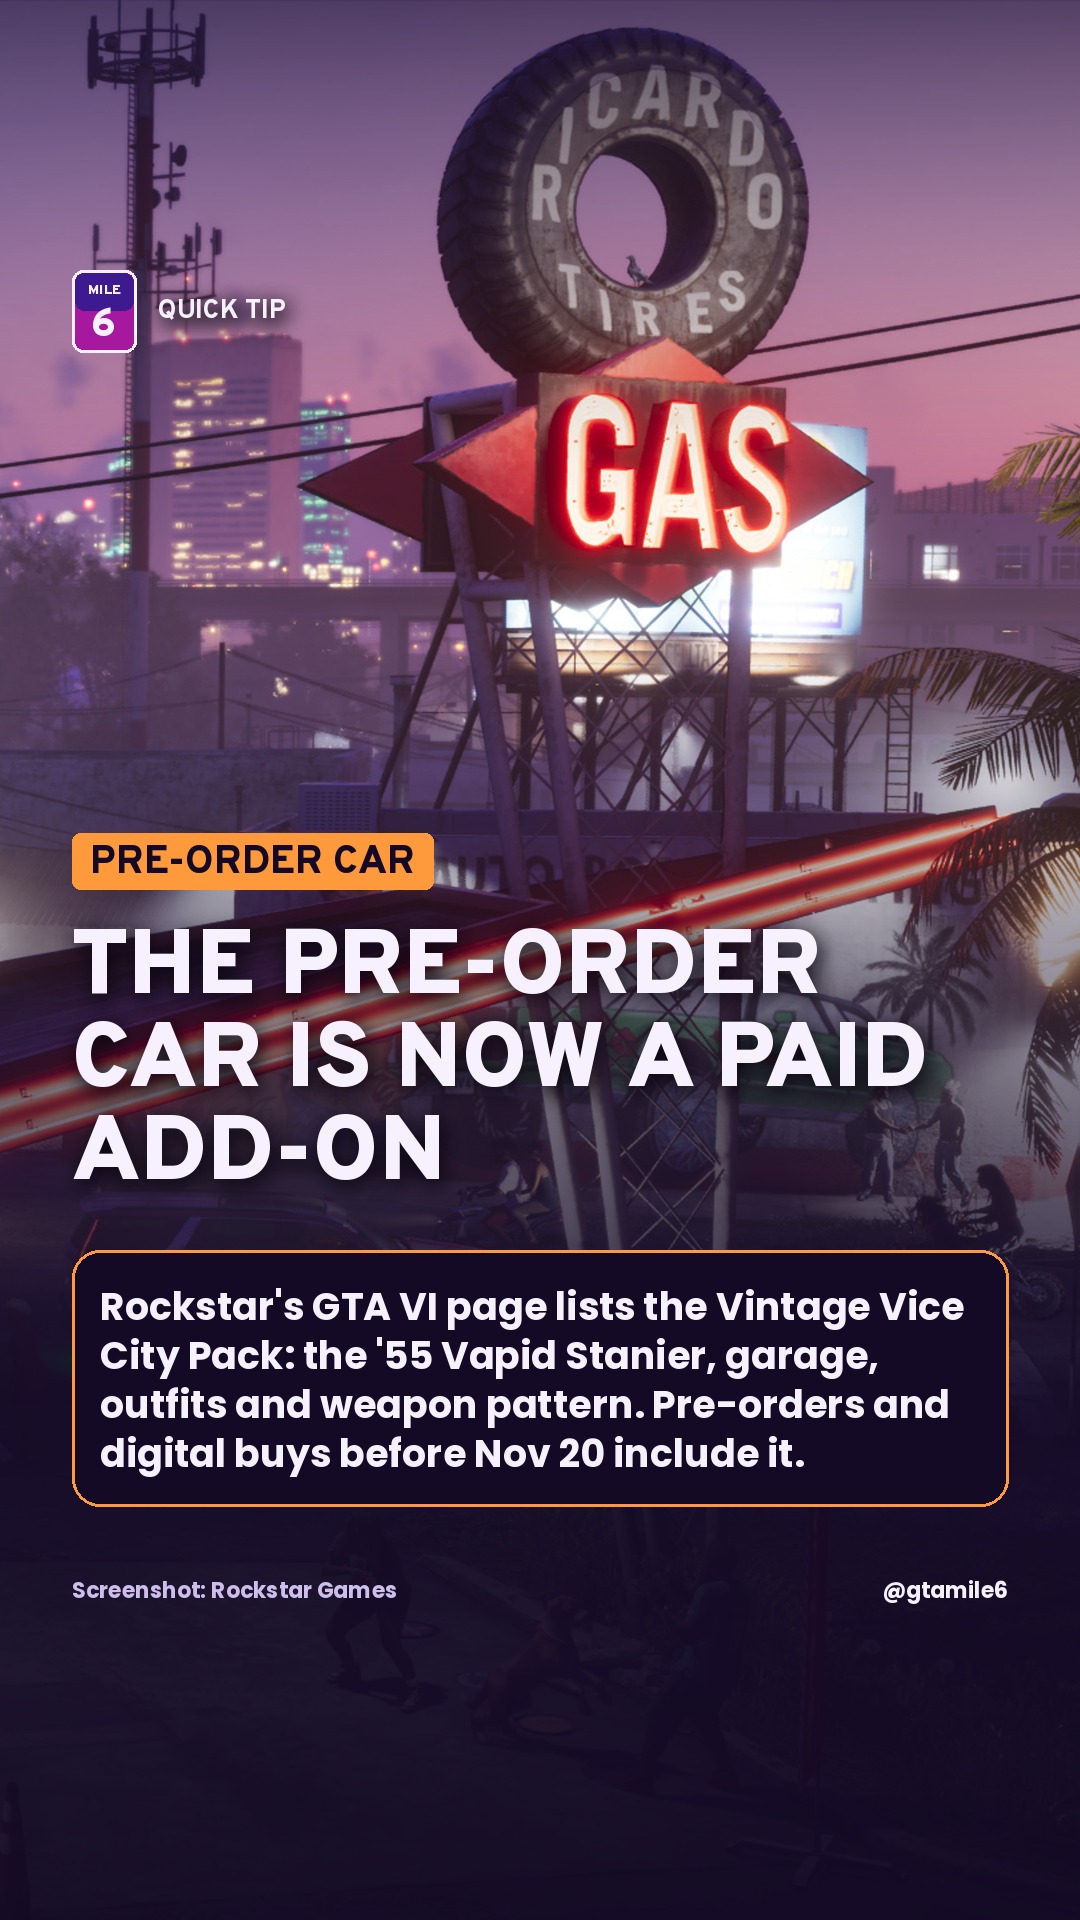 RICARDO
TIRES
MILE
6
QUICK TIP
GAS
PRE-ORDER CAR
THE PRE-ORDER
CAR IS NOW A PAID
ADD-ON
Rockstar's GTA VI page lists the Vintage Vice
City Pack: the '55 Vapid Stanier, garage,
outfits and weapon pattern. Pre-orders and
digital buys before Nov 20 include it.
Screenshot: Rockstar Games
@gtamile6